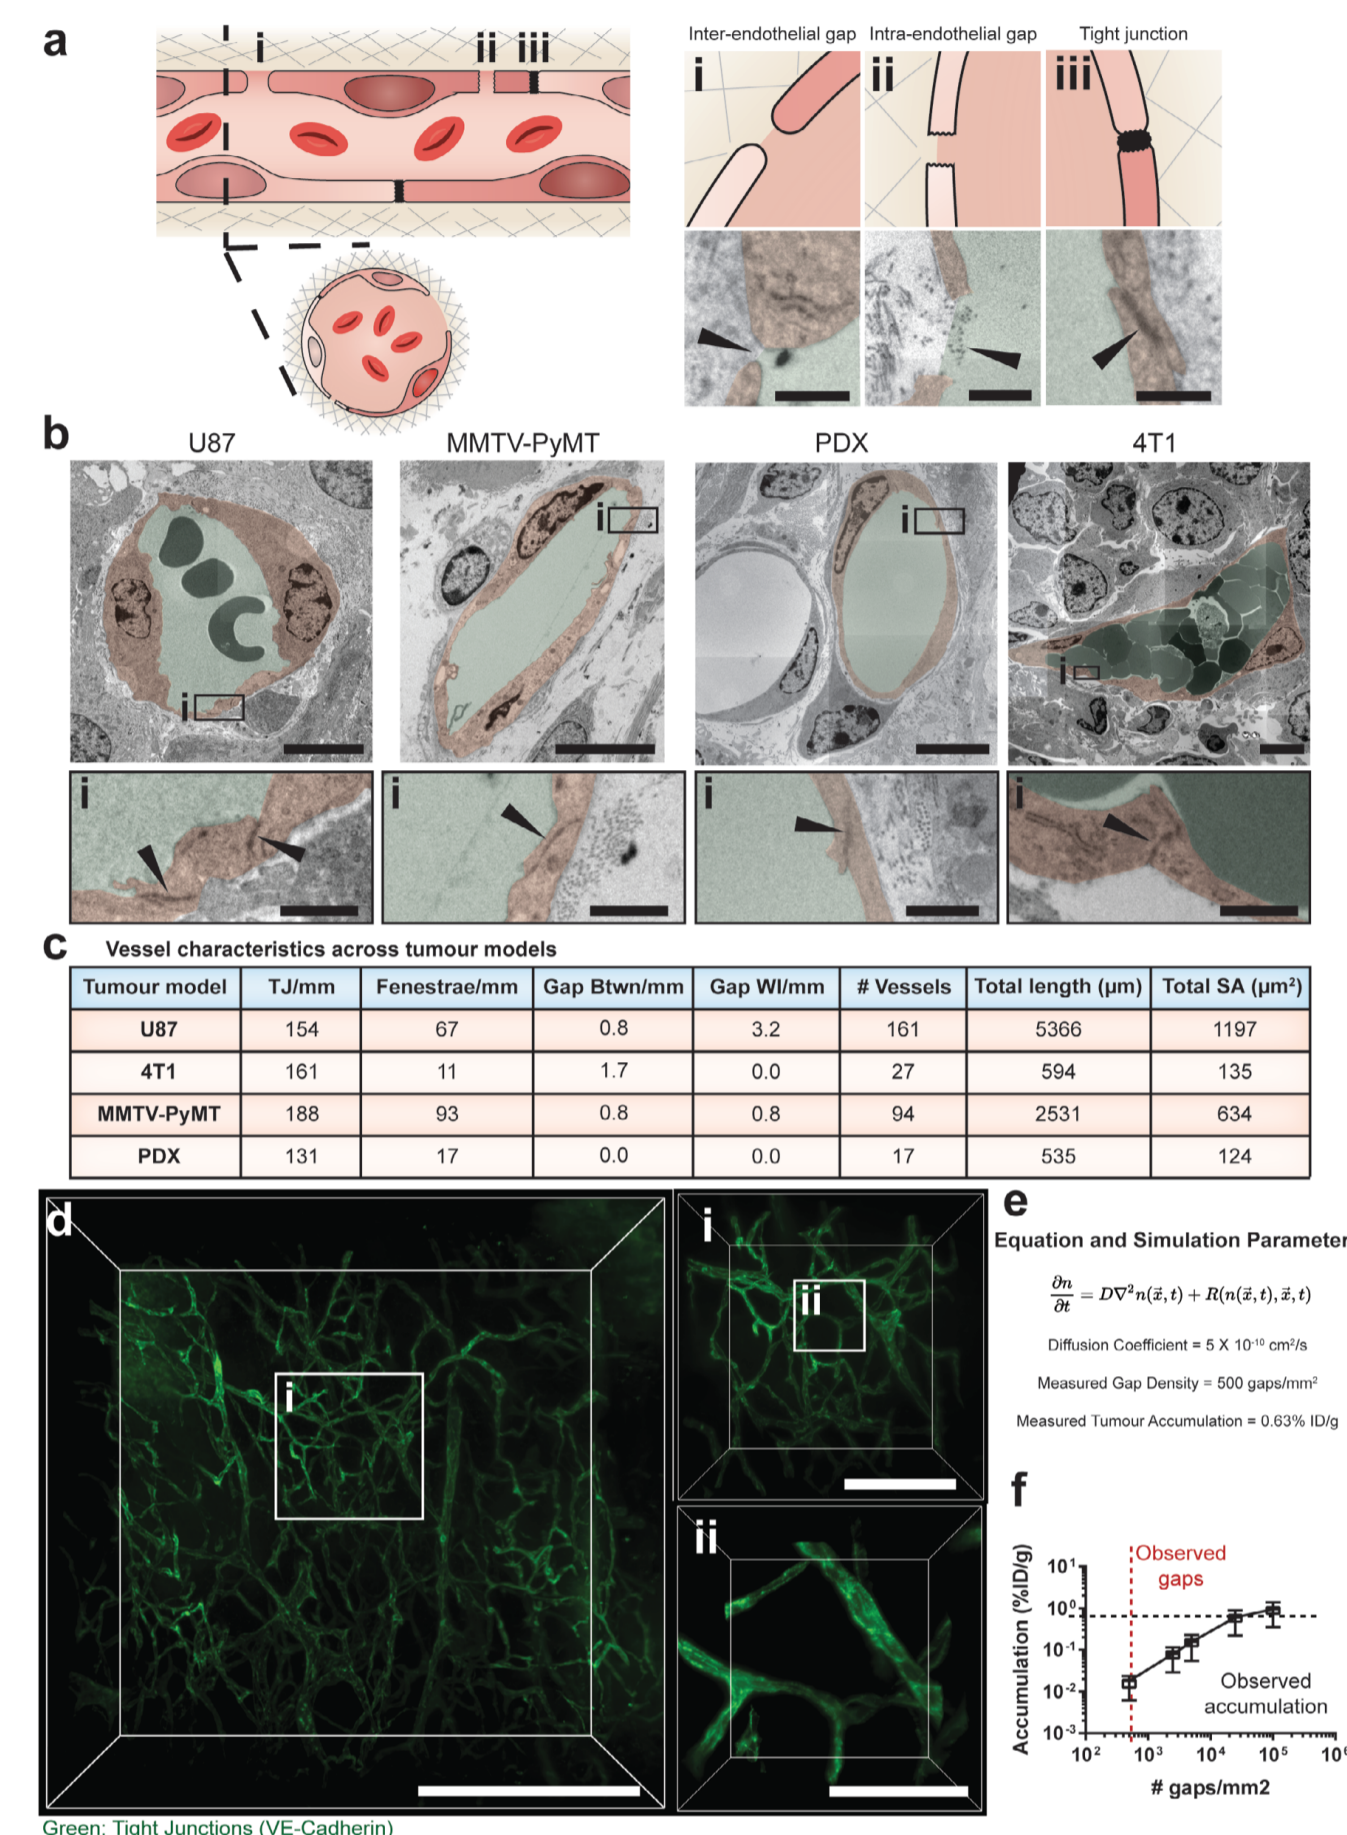 a
i
ii
iii
Inter-endothelial gap
Intra-endothelial gap
Tight junction
i
ii
iii
b
U87
MMTV-PyMT
PDX
4T1
i
i
i
i
i
i
i
i
c
Vessel characteristics across tumour models
Tumour model TJ/mm Fenestrae/mm Gap Btwn/mm Gap WI/mm # Vessels Total length (µm) Total SA (µm²)
U87 154 67 0.8 3.2 161 5366 1197
4T1 161 11 1.7 0.0 27 594 135
MMTV-PyMT 188 93 0.8 0.8 94 2531 634
PDX 131 17 0.0 0.0 17 535 124
d
i
i
ii
ii
Green: Tight Junctions (VE-Cadherin)
e
Equation and Simulation Parameter
∂n/∂t = D∇²n(x⃗, t) + R(n(x⃗, t), x⃗, t)
Diffusion Coefficient = 5 X 10⁻¹⁰ cm²/s
Measured Gap Density = 500 gaps/mm²
Measured Tumour Accumulation = 0.63% ID/g
f
Accumulation (%ID/g)
10¹
10⁰
10⁻¹
10⁻²
10⁻³
Observed
gaps
Observed
accumulation
10² 10³ 10⁴ 10⁵ 10⁶
# gaps/mm2